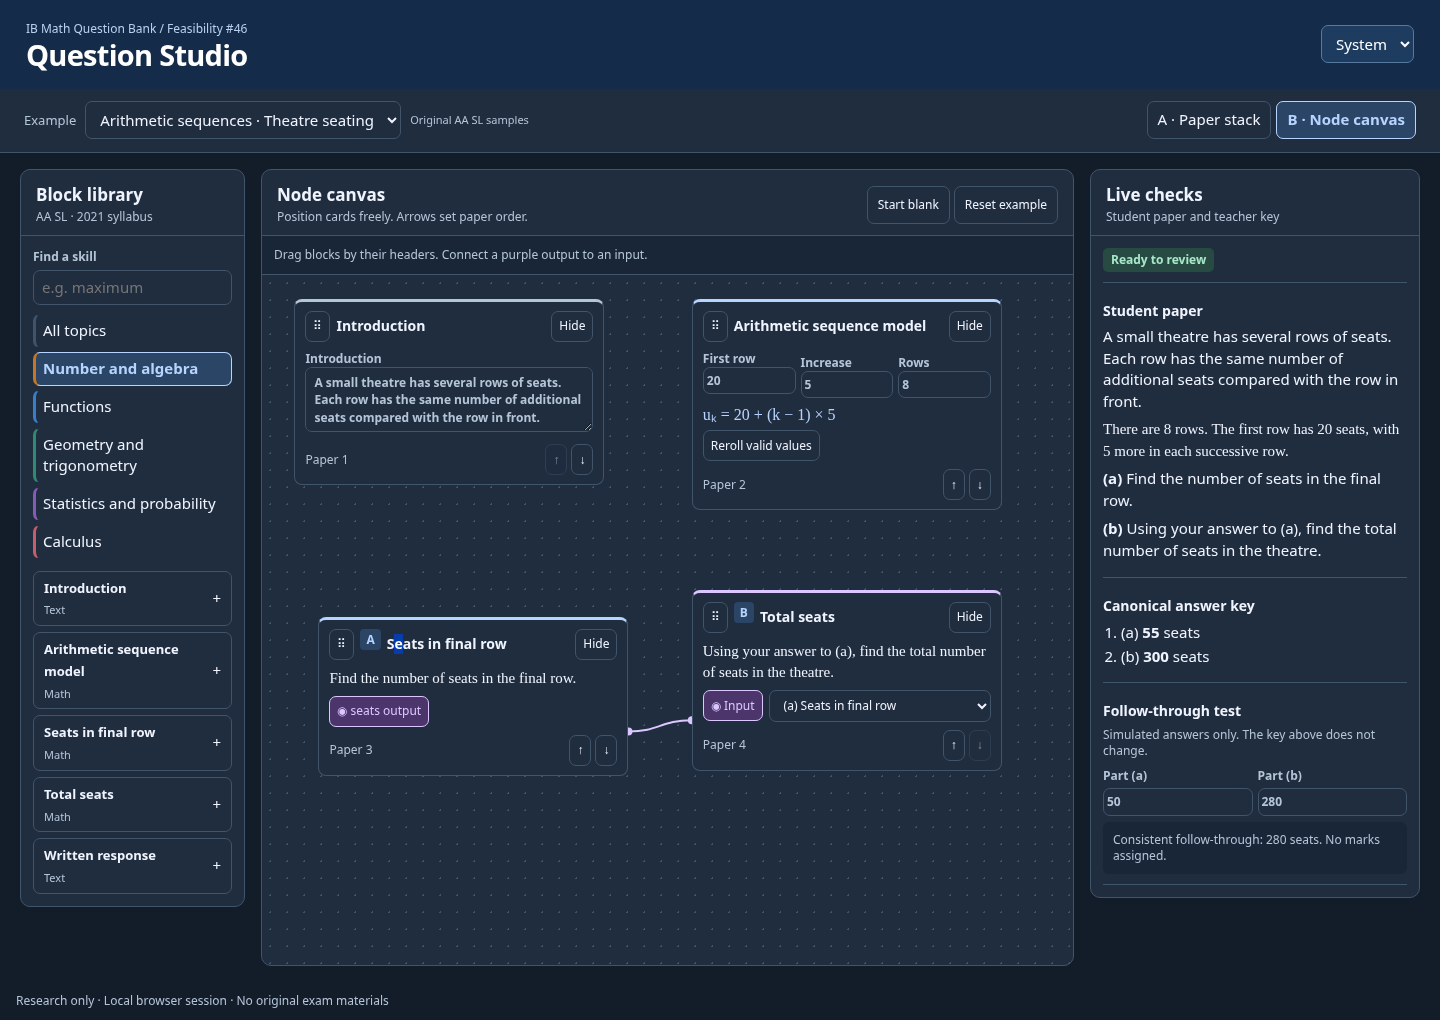 IB Math Question Bank / Feasibility #46
Question Studio
System
Example
Arithmetic sequences · Theatre seating
Original AA SL samples
A · Paper stack
B · Node canvas
Block library
AA SL · 2021 syllabus
Find a skill
e.g. maximum
All topics
Number and algebra
Functions
Geometry and
trigonometry
Statistics and probability
Calculus
Introduction
Text
+
Arithmetic sequence
model
Math
+
Seats in final row
Math
+
Total seats
Math
+
Written response
Text
+
Node canvas
Position cards freely. Arrows set paper order.
Start blank
Reset example
Drag blocks by their headers. Connect a purple output to an input.
Introduction
Hide
Introduction
A small theatre has several rows of seats.
Each row has the same number of additional
seats compared with the row in front.
Paper 1
↑ ↓
Arithmetic sequence model
Hide
First row
Increase
Rows
20
5
8
uₖ = 20 + (k − 1) × 5
Reroll valid values
Paper 2
↑ ↓
A
Seats in final row
Hide
Find the number of seats in the final row.
◉ seats output
Paper 3
↑ ↓
B
Total seats
Hide
Using your answer to (a), find the total number
of seats in the theatre.
◉ Input
(a) Seats in final row
Paper 4
↑ ↓
Live checks
Student paper and teacher key
Ready to review
Student paper
A small theatre has several rows of seats.
Each row has the same number of
additional seats compared with the row in
front.
There are 8 rows. The first row has 20 seats, with
5 more in each successive row.
(a) Find the number of seats in the final
row.
(b) Using your answer to (a), find the total
number of seats in the theatre.
Canonical answer key
1. (a) 55 seats
2. (b) 300 seats
Follow-through test
Simulated answers only. The key above does not
change.
Part (a)
Part (b)
50
280
Consistent follow-through: 280 seats. No marks
assigned.
Research only · Local browser session · No original exam materials